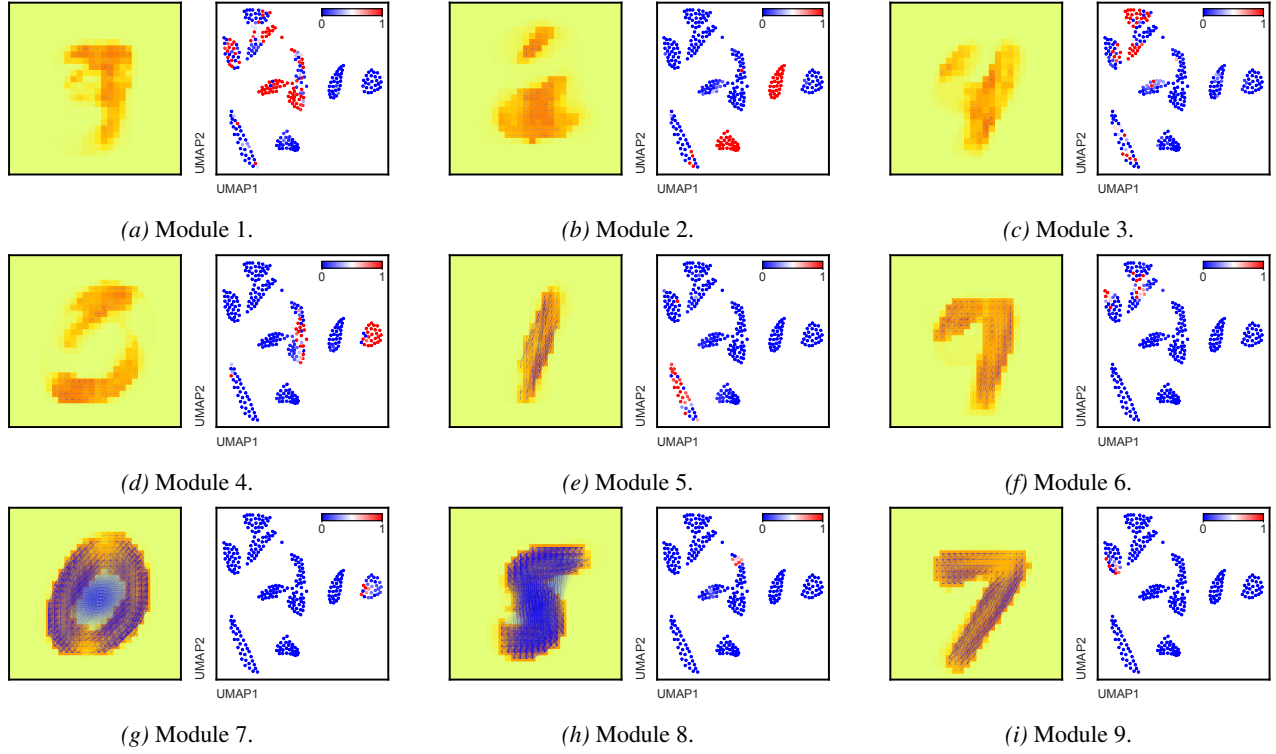 0 1
0 1
0 1
UMAP2
UMAP2
UMAP2
UMAP1
UMAP1
UMAP1
(a) Module 1.
(b) Module 2.
(c) Module 3.
0 1
0 1
0 1
UMAP2
UMAP2
UMAP2
UMAP1
UMAP1
UMAP1
(d) Module 4.
(e) Module 5.
(f) Module 6.
0 1
0 1
0 1
UMAP2
UMAP2
UMAP2
UMAP1
UMAP1
UMAP1
(g) Module 7.
(h) Module 8.
(i) Module 9.